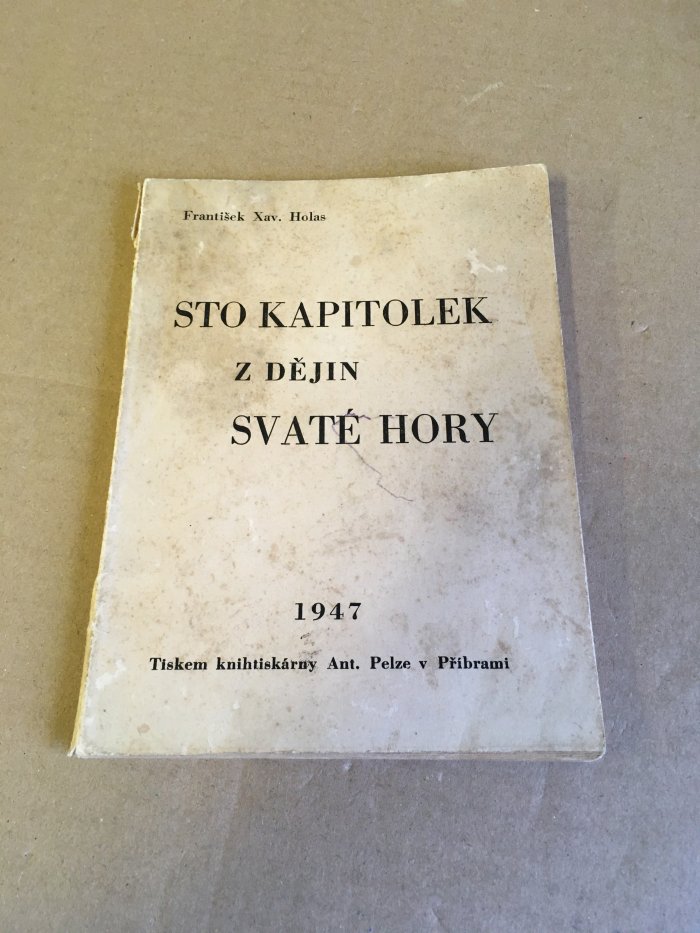 František Xav. Holas
STO KAPITOLEK
Z DĚJIN
SVATÉ HORY
1947
Tiskem knihtiskárny Ant. Pelze v Příbrami